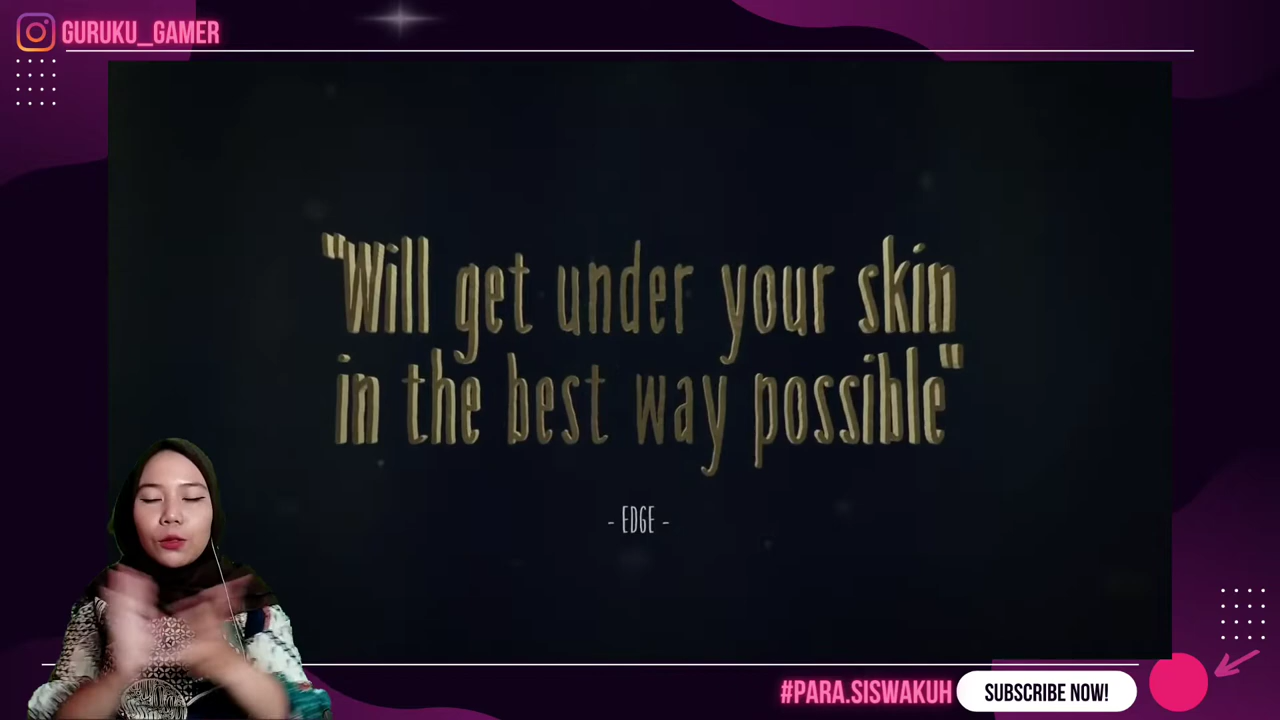 GURUKU_GAMER
"Will get under your skin
in the best way possible"
- EDGE -
#PARA.SISWAKUH
SUBSCRIBE NOW!